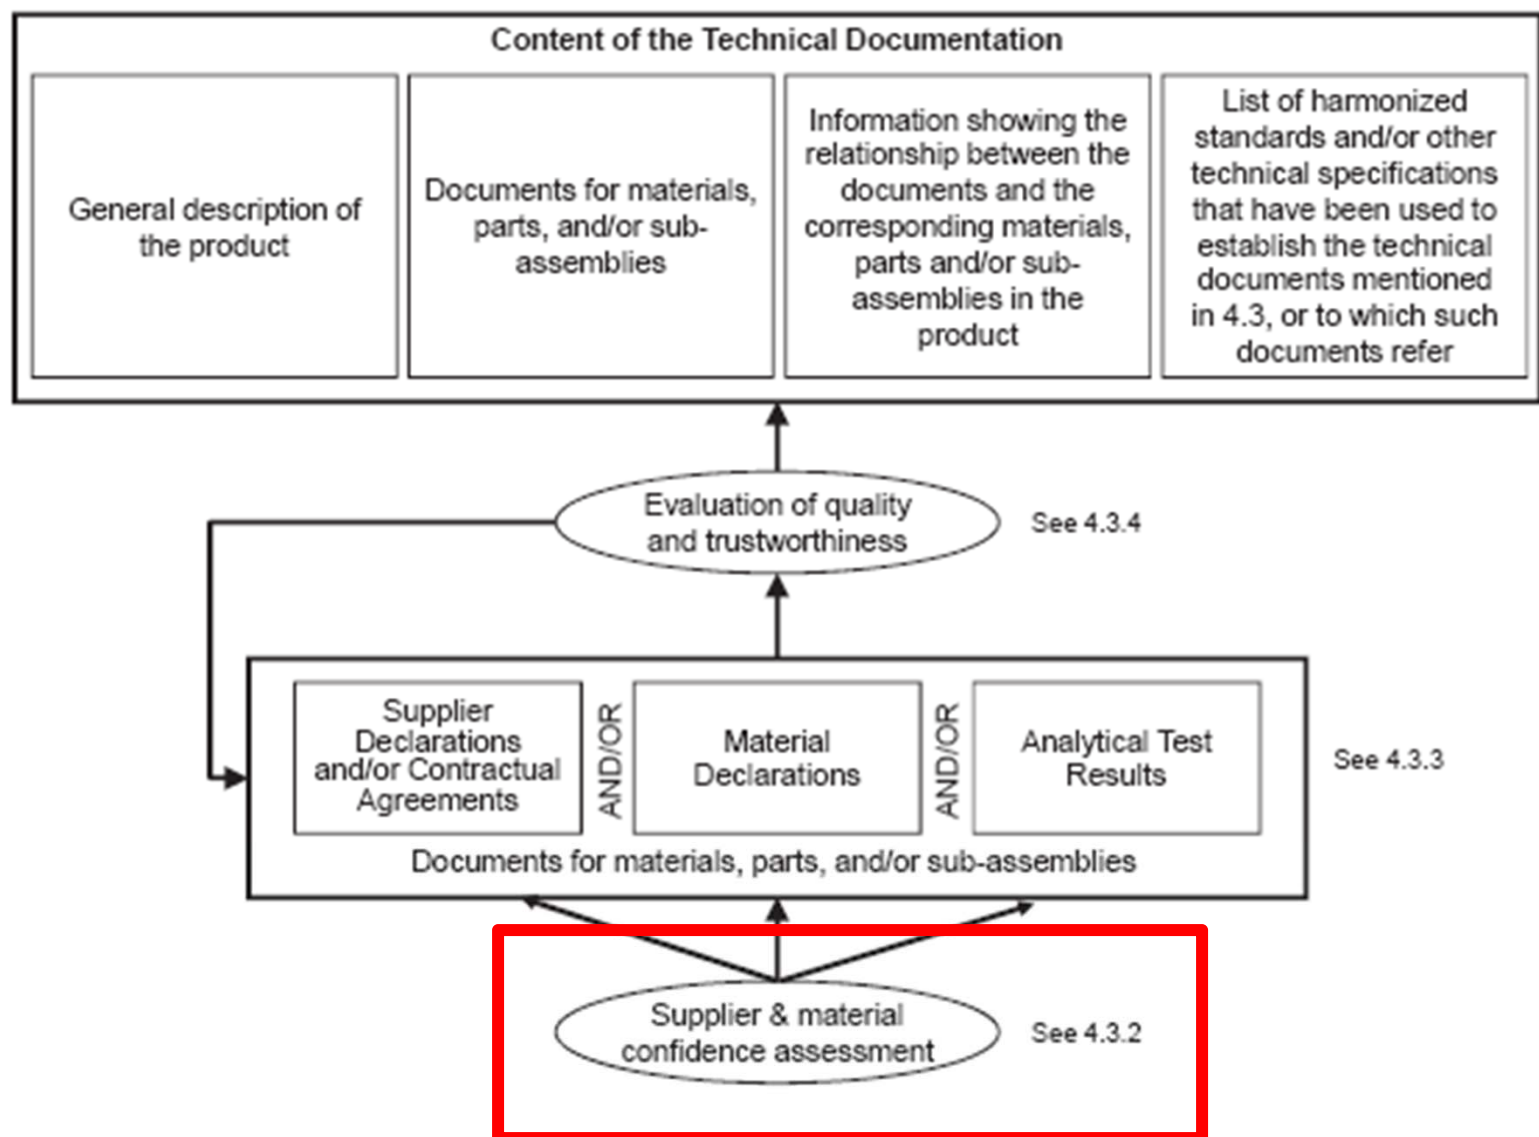 Content of the Technical Documentation
General description of
the product
Documents for materials,
parts, and/or sub-
assemblies
Information showing the
relationship between the
documents and the
corresponding materials,
parts and/or sub-
assemblies in the
product
List of harmonized
standards and/or other
technical specifications
that have been used to
establish the technical
documents mentioned
in 4.3, or to which such
documents refer
Evaluation of quality
and trustworthiness
See 4.3.4
Supplier
Declarations
and/or Contractual
Agreements
AND/OR
Material
Declarations
AND/OR
Analytical Test
Results
See 4.3.3
Documents for materials, parts, and/or sub-assemblies
Supplier & material
confidence assessment
See 4.3.2